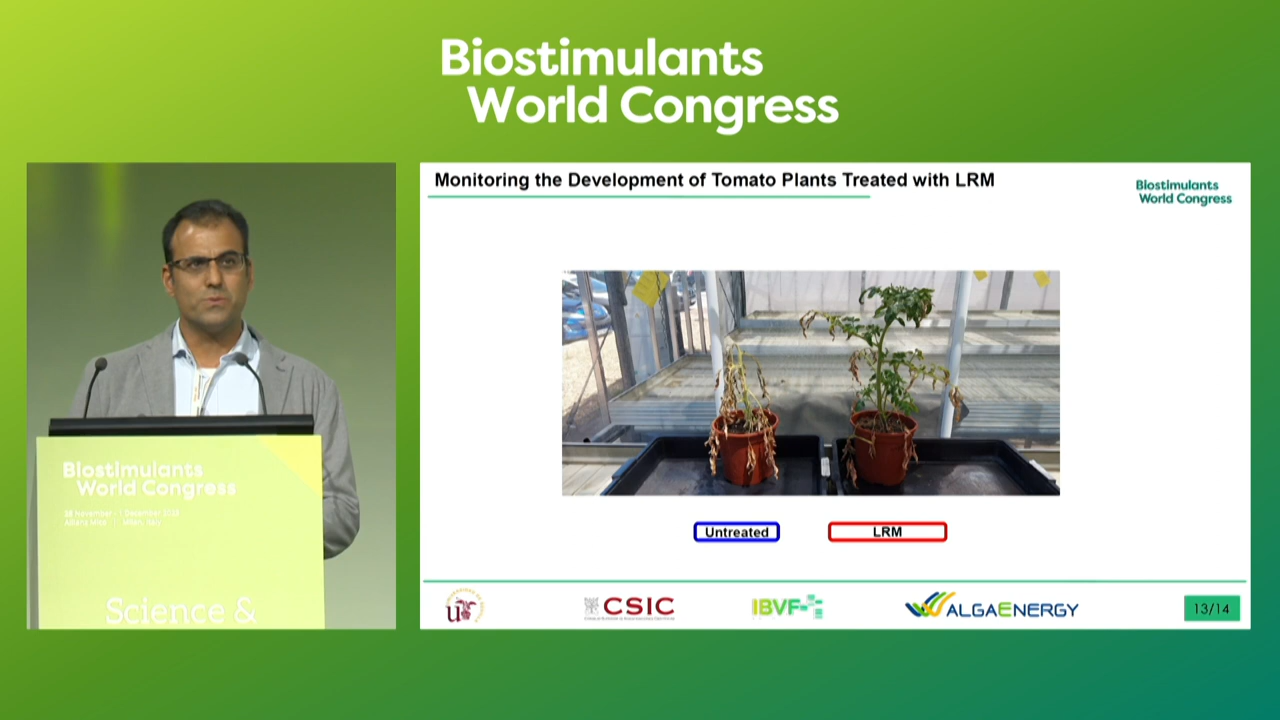 Biostimulants
World Congress
Monitoring the Development of Tomato Plants Treated with LRM
Biostimulants
World Congress
Untreated
LRM
CSIC
IBVF
ALGAENERGY
13/14
Biostimulants
World Congress
Science &